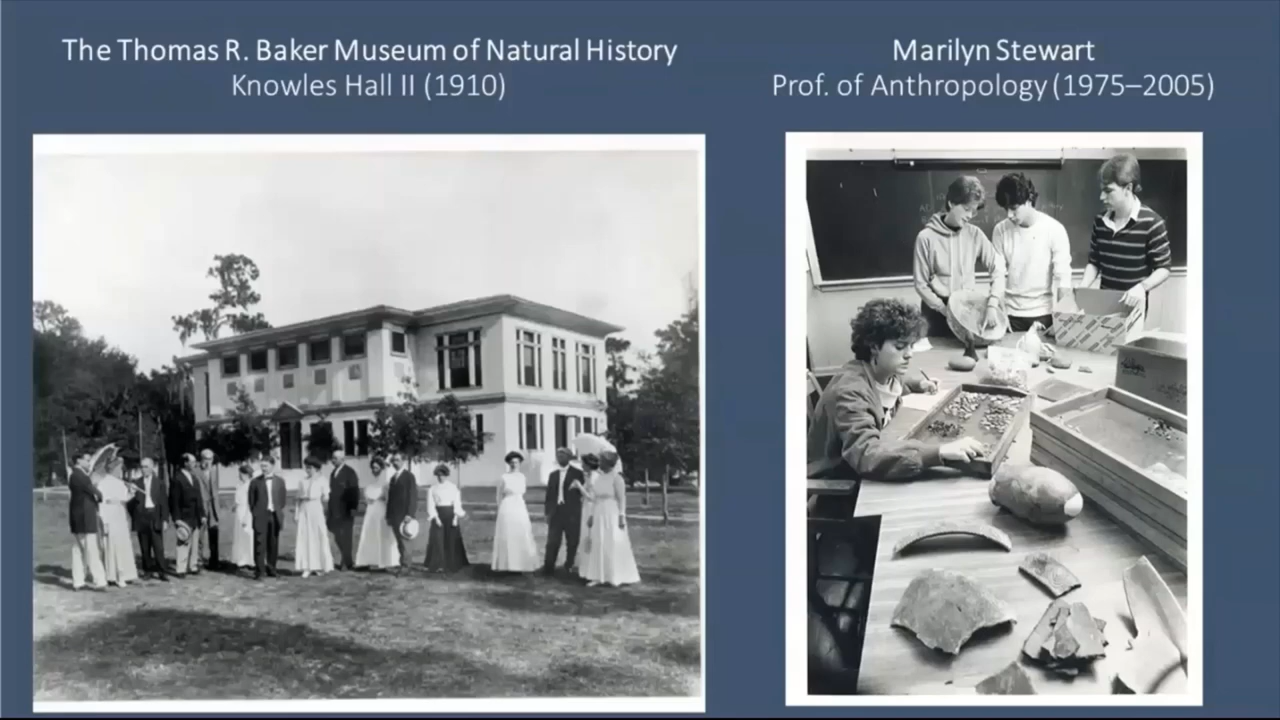 The Thomas R. Baker Museum of Natural History
Knowles Hall II (1910)
Marilyn Stewart
Prof. of Anthropology (1975–2005)